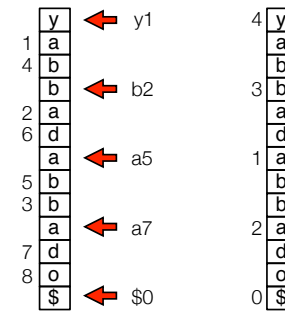 y y1 4 y
1 a a
4 b b
b b2 3 b
2 a a
6 d d
a a5 1 a
5 b b
3 b b
a a7 2 a
7 d d
8 o o
$ $0 0 $